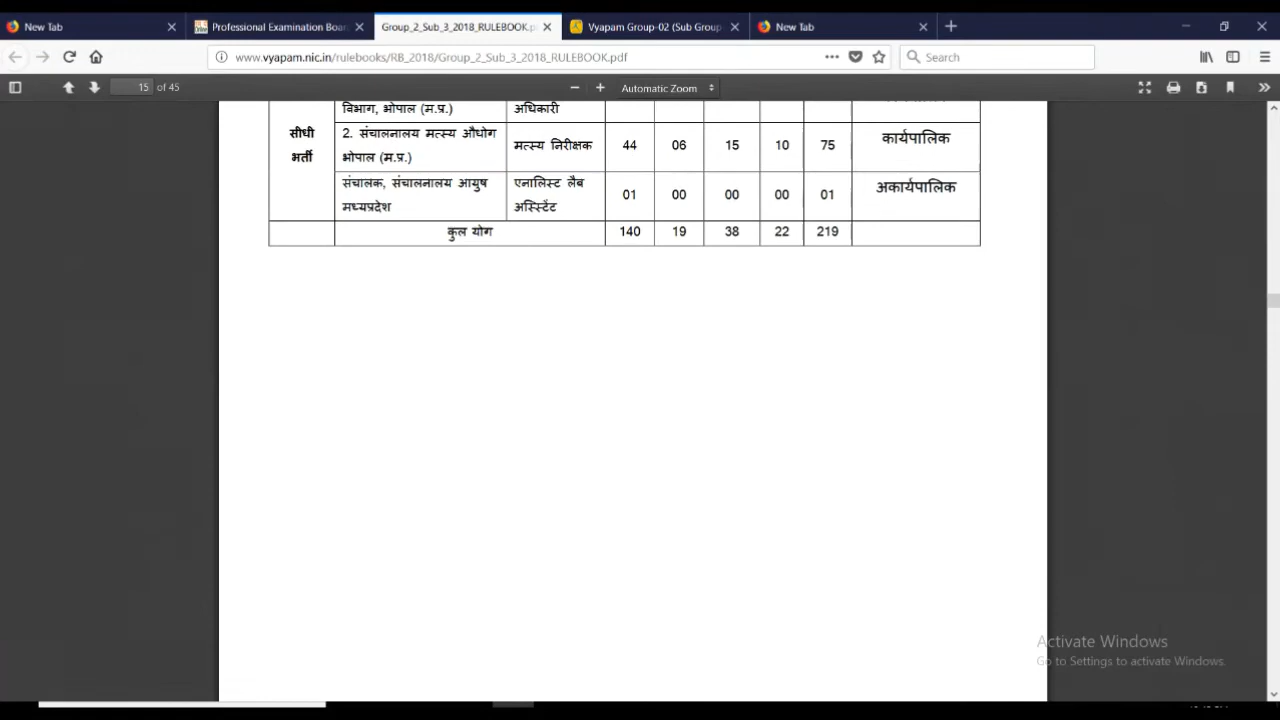 New Tab
Professional Examination Boar
Group_2_Sub_3_2018_RULEBOOK.p
Vyapam Group-02 (Sub Group
New Tab
www.vyapam.nic.in/rulebooks/RB_2018/Group_2_Sub_3_2018_RULEBOOK.pdf
Search
15 of 45
Automatic Zoom
विभाग, भोपाल (म.प्र.) अधिकारी
सीधी भर्ती
2. संचालनालय मत्स्य औधोग भोपाल (म.प्र.) मत्स्य निरीक्षक 44 06 15 10 75 कार्यपालिक
संचालक, संचालनालय आयुष मध्यप्रदेश एनालिस्ट लैब अस्स्टेंट 01 00 00 00 01 अकार्यपालिक
कुल योग 140 19 38 22 219
Activate Windows
Go to Settings to activate Windows.